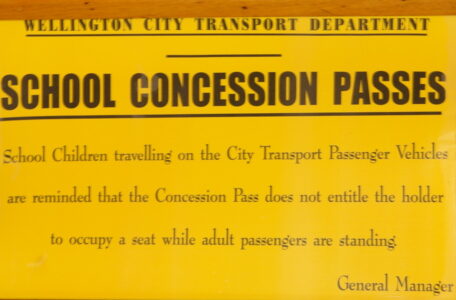 WELLINGTON CITY TRANSPORT DEPARTMENT
SCHOOL CONCESSION PASSES
School Children travelling on the City Transport Passenger Vehicles
are reminded that the Concession Pass does not entitle the holder
to occupy a seat while adult passengers are standing.
General Manager